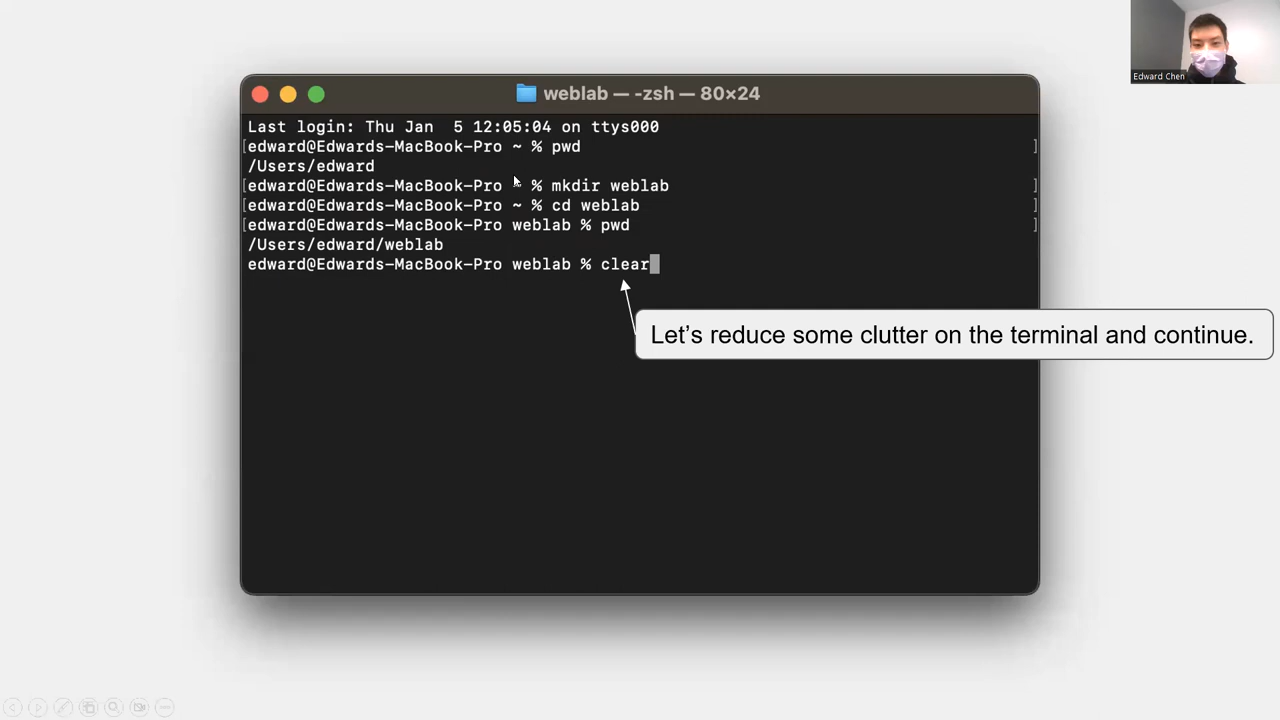 Edward Chen
weblab — -zsh — 80×24
Last login: Thu Jan  5 12:05:04 on ttys000
[edward@Edwards-MacBook-Pro ~ % pwd ]
/Users/edward
[edward@Edwards-MacBook-Pro ~ % mkdir weblab ]
[edward@Edwards-MacBook-Pro ~ % cd weblab ]
[edward@Edwards-MacBook-Pro weblab % pwd ]
/Users/edward/weblab
edward@Edwards-MacBook-Pro weblab % clear
Let’s reduce some clutter on the terminal and continue.